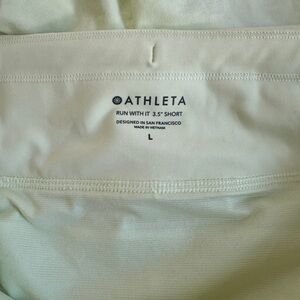 ATHLETA
RUN WITH IT 3.5" SHORT
DESIGNED IN SAN FRANCISCO
MADE IN VIETNAM
L